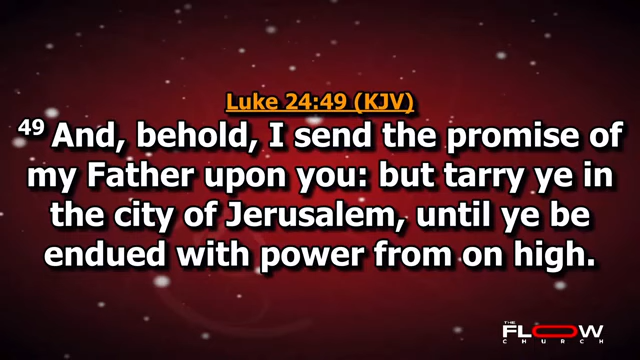 Luke 24:49 (KJV)
49 And, behold, I send the promise of
my Father upon you: but tarry ye in
the city of Jerusalem, until ye be
endued with power from on high.
THE
FLOW
CHURCH